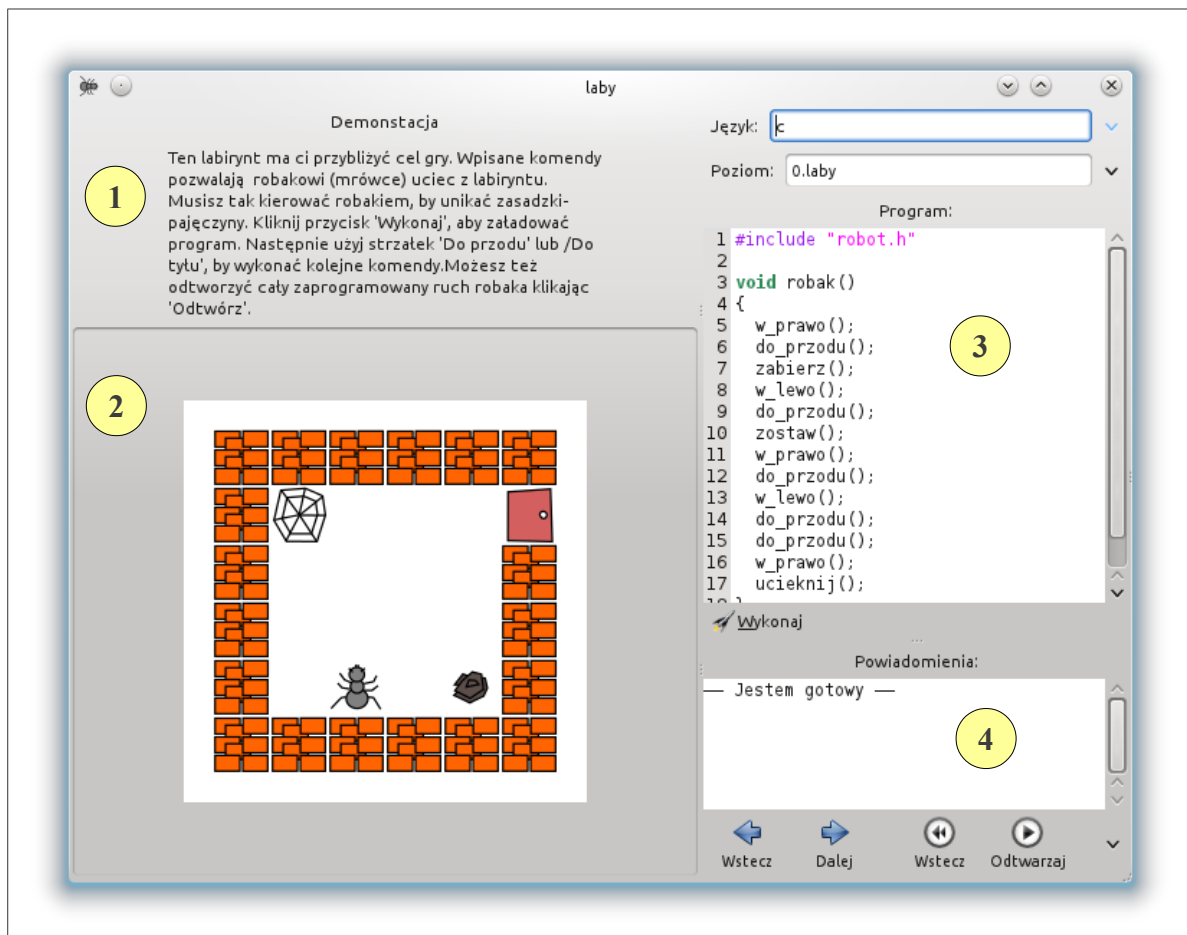 laby
Demonstacja
1
Ten labirynt ma ci przybliżyć cel gry. Wpisane komendy
pozwalają robakowi (mrówce) uciec z labiryntu.
Musisz tak kierować robakiem, by unikać zasadzki-
pajęczyny. Kliknij przycisk 'Wykonaj', aby załadować
program. Następnie użyj strzałek 'Do przodu' lub /Do
tyłu', by wykonać kolejne komendy.Możesz też
odtworzyć cały zaprogramowany ruch robaka klikając
'Odtwórz'.
2
Język: c
Poziom: 0.laby
Program:
1 #include "robot.h"
2
3 void robak()
4 {
5 w_prawo();
6 do_przodu();
7 zabierz();
8 w_lewo();
9 do_przodu();
10 zostaw();
11 w_prawo();
12 do_przodu();
13 w_lewo();
14 do_przodu();
15 do_przodu();
16 w_prawo();
17 ucieknij();
3
Wykonaj
Powiadomienia:
— Jestem gotowy —
4
Wstecz Dalej Wstecz Odtwarzaj